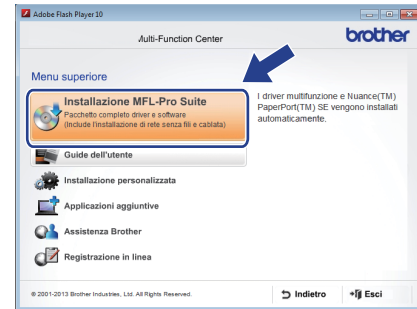 Adobe Flash Player 10
Multi-Function Center
brother
Menu superiore
Installazione MFL-Pro Suite
Pacchetto completo driver e software
(Include l'installazione di rete senza fili e cablata)
I driver multifunzione e Nuance(TM)
PaperPort(TM) SE vengono installati
automaticamente.
Guide dell'utente
Installazione personalizzata
Applicazioni aggiuntive
Assistenza Brother
Registrazione in linea
© 2001-2013 Brother Industries, Ltd. All Rights Reserved.
Indietro
Esci